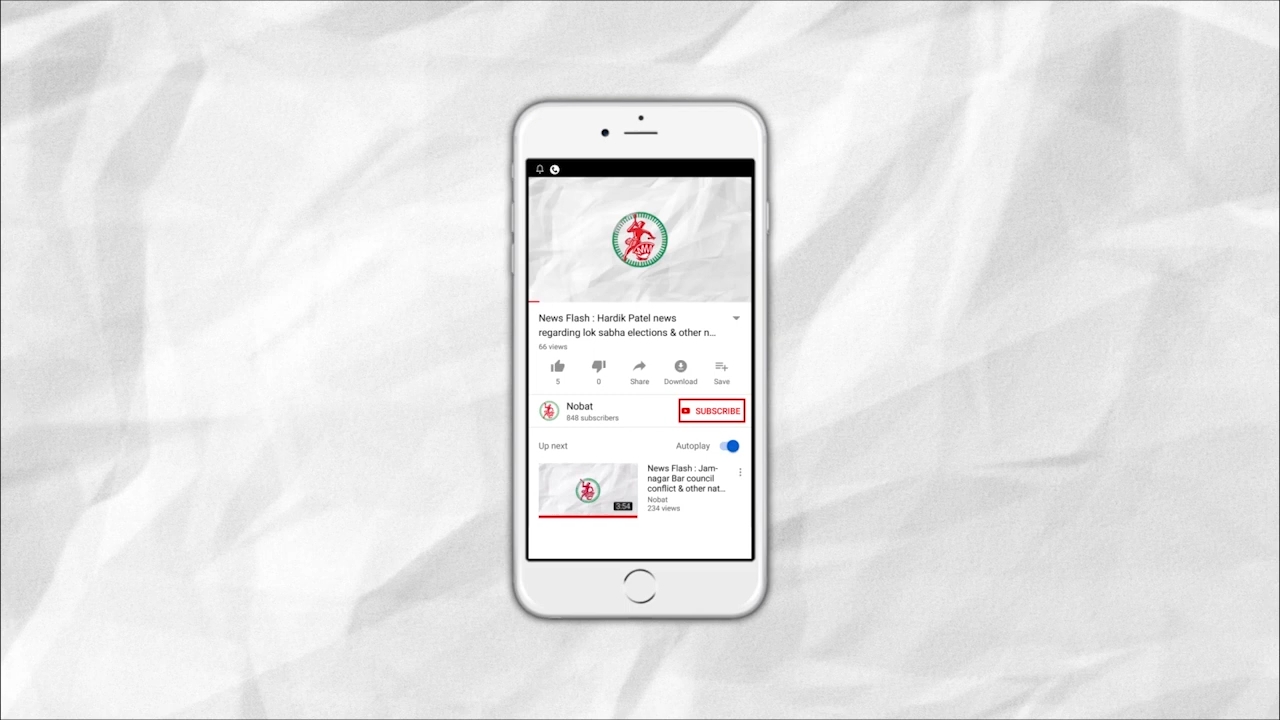 News Flash : Hardik Patel news
regarding lok sabha elections & other n...
66 views
5
0
Share
Download
Save
Nobat
848 subscribers
SUBSCRIBE
Up next
Autoplay
3:54
News Flash : Jam-
nagar Bar council
conflict & other nat...
Nobat
234 views